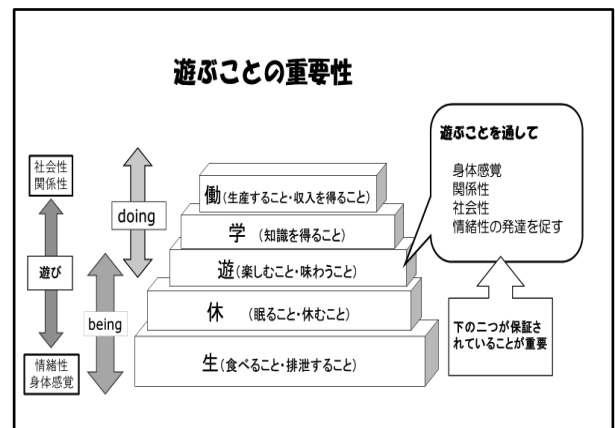 遊ぶことの重要性
社会性
関係性
遊び
情緒性
身体感覚
doing
being
働(生産すること・収入を得ること)
学 (知識を得ること)
遊(楽しむこと・味わうこと)
休 (眠ること・休むこと)
生(食べること・排泄すること)
遊ぶことを通して
身体感覚
関係性
社会性
情緒性の発達を促す
下の二つが保証さ
れていることが重要